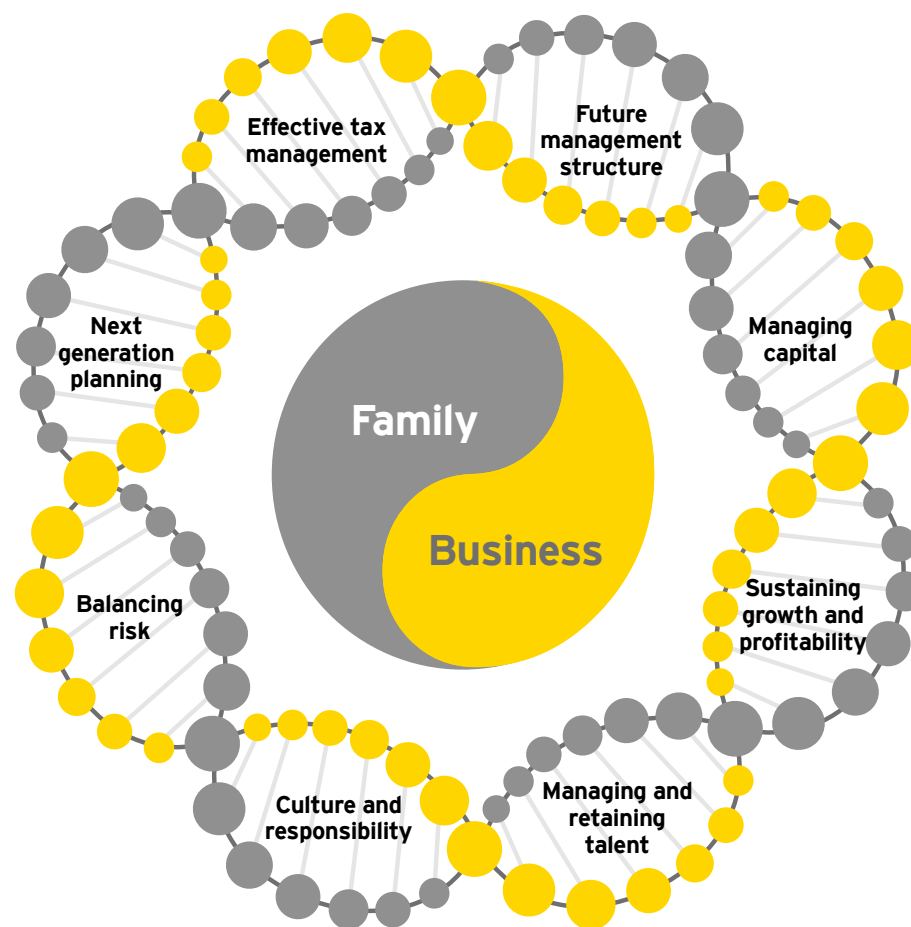 Effective tax
management
Future
management
structure
Next
generation
planning
Managing
capital
Family
Business
Balancing
risk
Sustaining
growth and
profitability
Culture and
responsibility
Managing and
retaining
talent